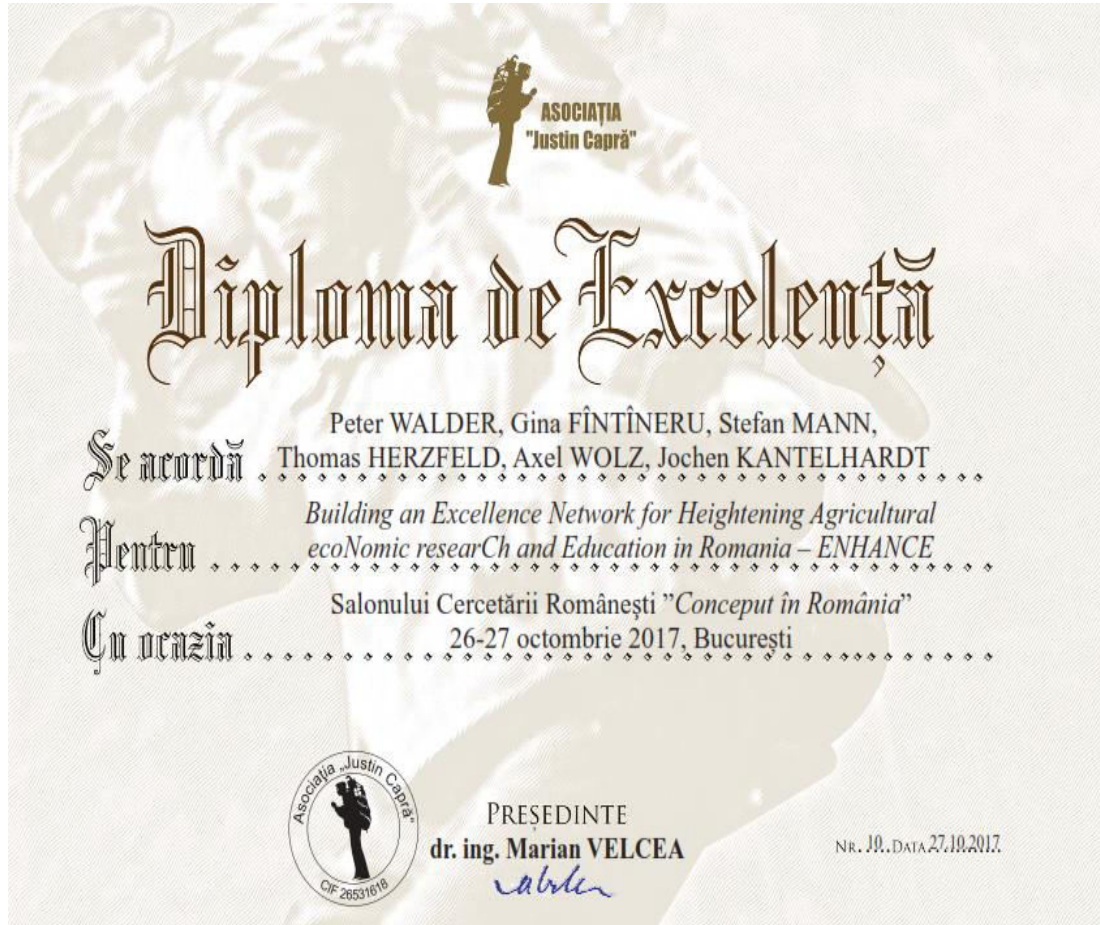 ASOCIAȚIA
"Justin Capră"
Diploma de Excelență
Se acordă
Peter WALDER, Gina FÎNTÎNERU, Stefan MANN,
Thomas HERZFELD, Axel WOLZ, Jochen KANTELHARDT
Pentru
Building an Excellence Network for Heightening Agricultural
ecoNomic researCh and Education in Romania – ENHANCE
Cu ocazia
Salonului Cercetării Românești ”Conceput în România”
26-27 octombrie 2017, București
Asociația „Justin Capră”
CIF 26531618
PREȘEDINTE
dr. ing. Marian VELCEA
NR. 10 DATA 27.10.2017